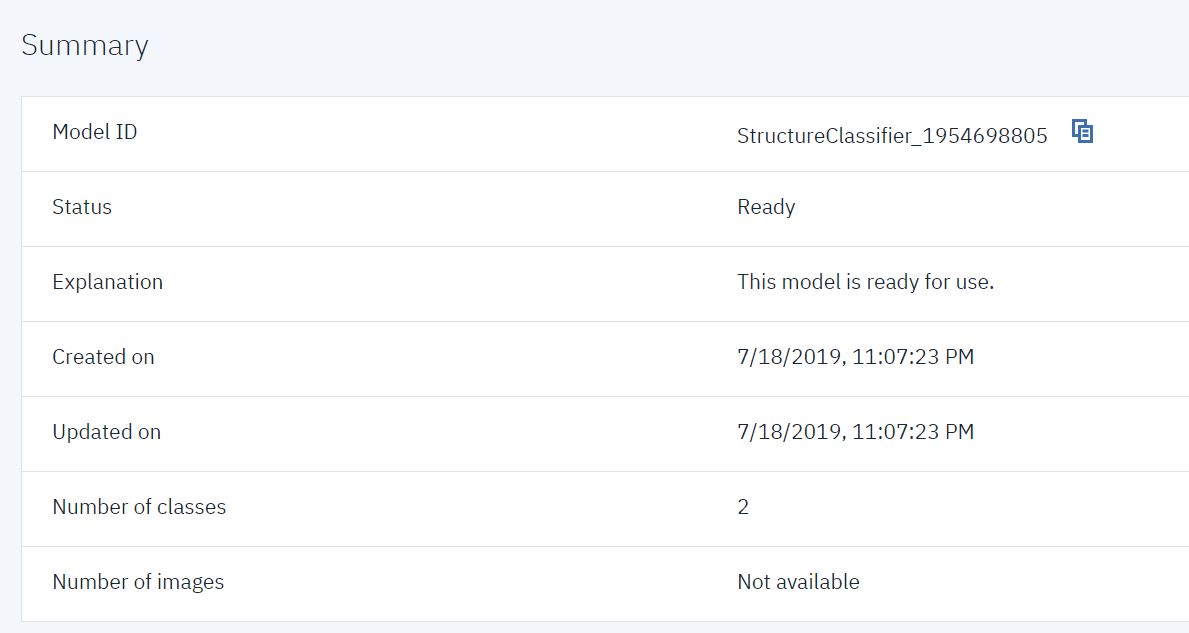 Summary
Model ID StructureClassifier_1954698805
Status Ready
Explanation This model is ready for use.
Created on 7/18/2019, 11:07:23 PM
Updated on 7/18/2019, 11:07:23 PM
Number of classes 2
Number of images Not available